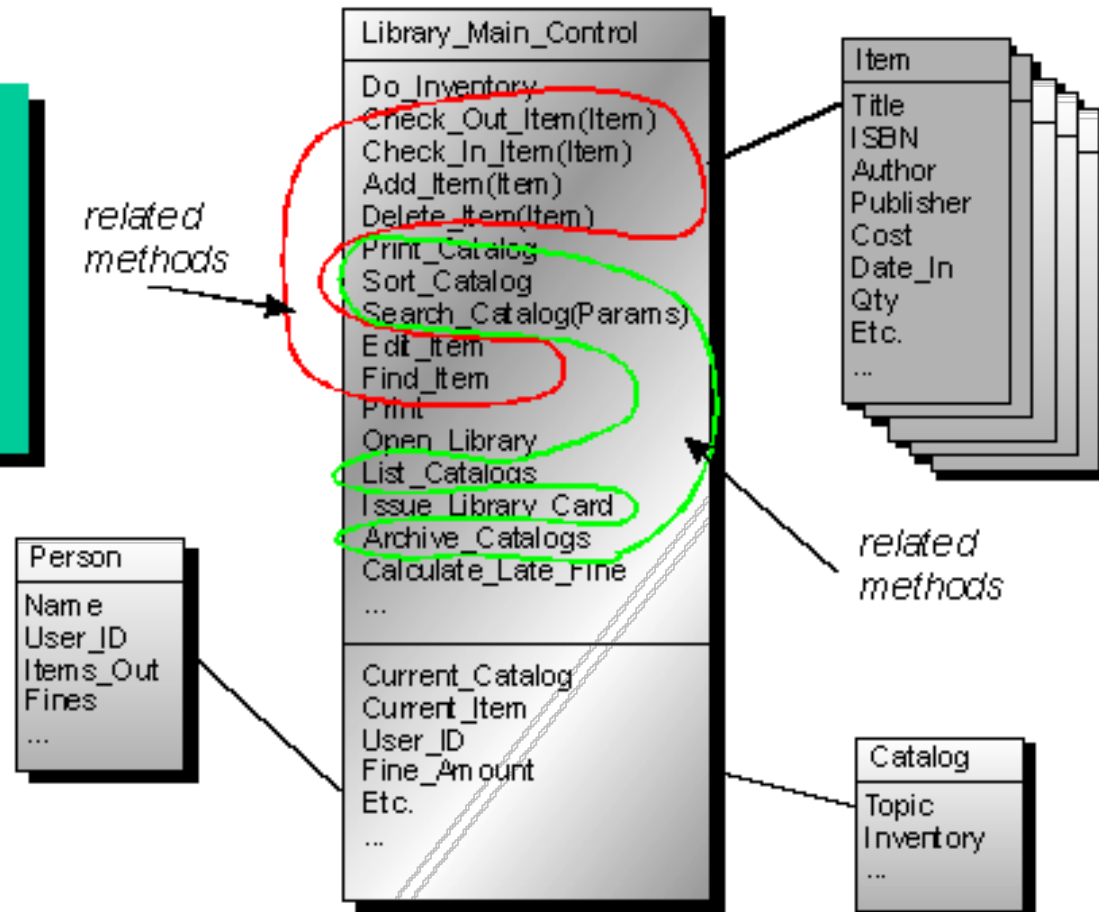 Library_Main_Control
Do_Inventory
Check_Out_Item(Item)
Check_In_Item(Item)
Add_Item(Item)
Delete_Item(Item)
Print_Catalog
Sort_Catalog
Search_Catalog(Params)
Edit_Item
Find_Item
Print
Open_Library
List_Catalogs
Issue_Library_Card
Archive_Catalogs
Calculate_Late_Fine
...
Current_Catalog
Current_Item
User_ID
Fine_Amount
Etc.
...
related
methods
Item
Title
ISBN
Author
Publisher
Cost
Date_In
Qty
Etc.
...
related
methods
Person
Name
User_ID
Items_Out
Fines
...
Catalog
Topic
Inventory
...